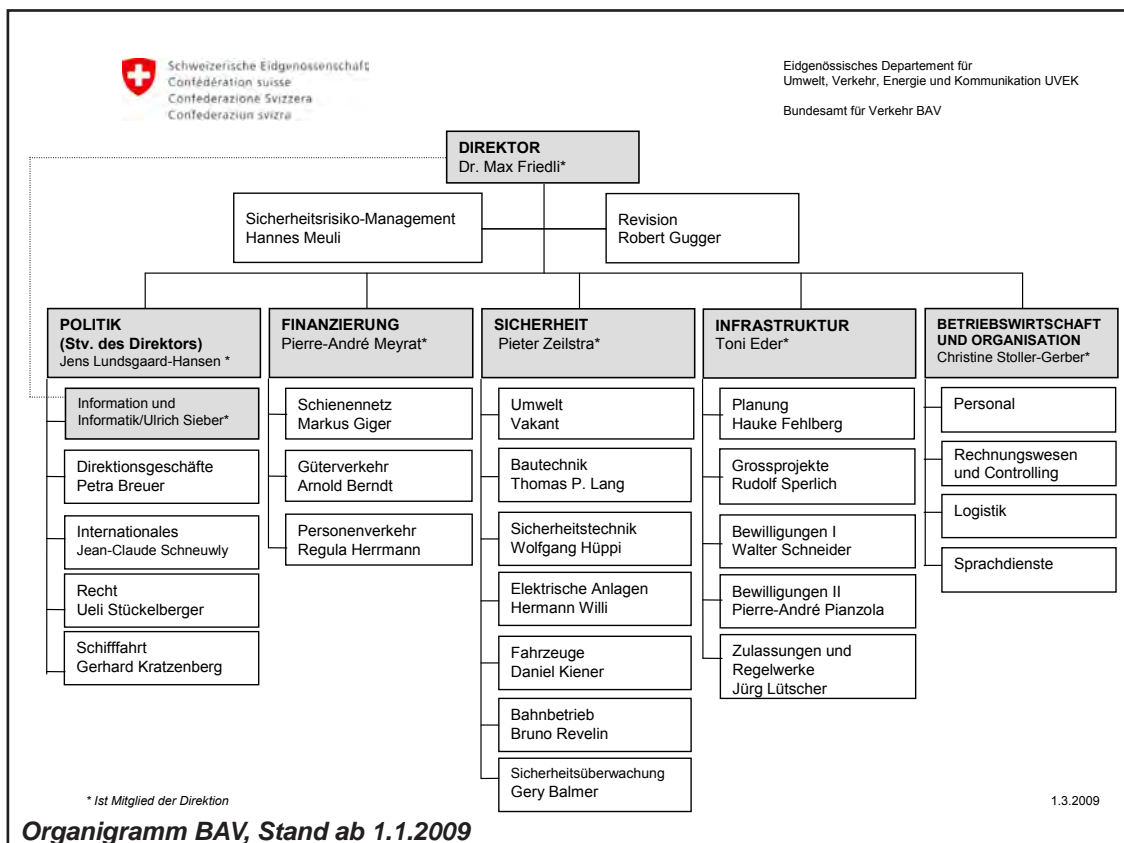 Schweizerische Eidgenossenschaft
Confédération suisse
Confederazione Svizzera
Confederaziun svizra
Eidgenössisches Departement für
Umwelt, Verkehr, Energie und Kommunikation UVEK
Bundesamt für Verkehr BAV
DIREKTOR
Dr. Max Friedli*
Sicherheitsrisiko-Management
Hannes Meuli
Revision
Robert Gugger
POLITIK
(Stv. des Direktors)
Jens Lundsgaard-Hansen *
Information und
Informatik/Ulrich Sieber*
Direktionsgeschäfte
Petra Breuer
Internationales
Jean-Claude Schneuwly
Recht
Ueli Stückelberger
Schifffahrt
Gerhard Kratzenberg
FINANZIERUNG
Pierre-André Meyrat*
Schienennetz
Markus Giger
Güterverkehr
Arnold Berndt
Personenverkehr
Regula Herrmann
SICHERHEIT
Pieter Zeilstra*
Umwelt
Vakant
Bautechnik
Thomas P. Lang
Sicherheitstechnik
Wolfgang Hüppi
Elektrische Anlagen
Hermann Willi
Fahrzeuge
Daniel Kiener
Bahnbetrieb
Bruno Revelin
Sicherheitsüberwachung
Gery Balmer
INFRASTRUKTUR
Toni Eder*
Planung
Hauke Fehlberg
Grossprojekte
Rudolf Sperlich
Bewilligungen I
Walter Schneider
Bewilligungen II
Pierre-André Pianzola
Zulassungen und
Regelwerke
Jürg Lütscher
BETRIEBSWIRTSCHAFT
UND ORGANISATION
Christine Stoller-Gerber*
Personal
Rechnungswesen
und Controlling
Logistik
Sprachdienste
* Ist Mitglied der Direktion
1.3.2009
Organigramm BAV, Stand ab 1.1.2009